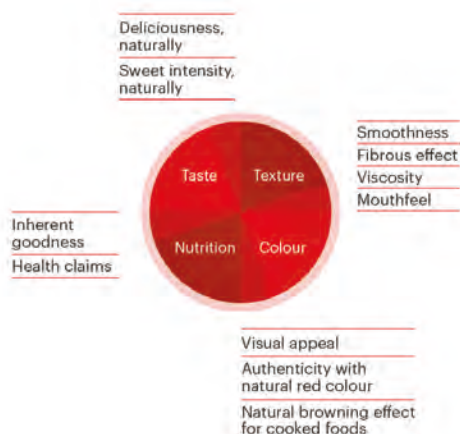 Deliciousness,
naturally
Sweet intensity,
naturally
Smoothness
Fibrous effect
Viscosity
Mouthfeel
Taste
Texture
Inherent
goodness
Health claims
Nutrition
Colour
Visual appeal
Authenticity with
natural red colour
Natural browning effect
for cooked foods